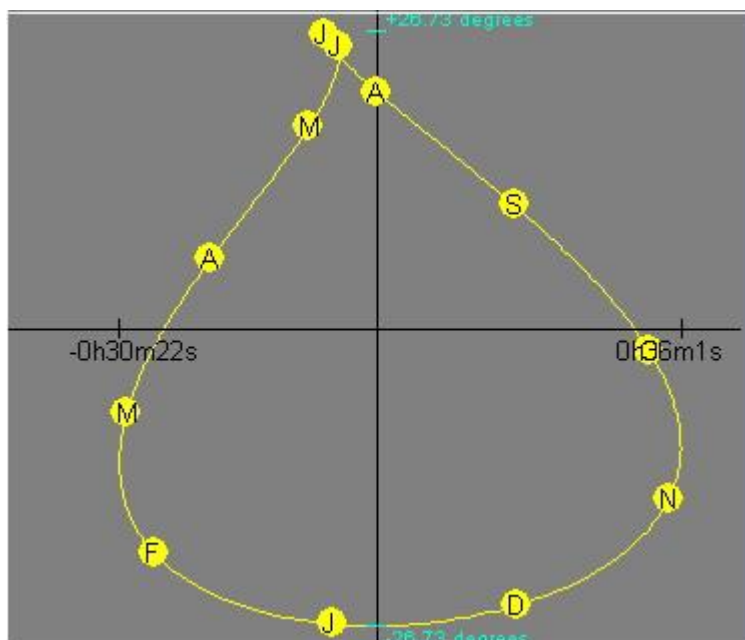 +26.73 degrees
J
J
A
M
S
A
-0h30m22s
O
0h36m1s
M
N
F
D
J
-26.73 degrees